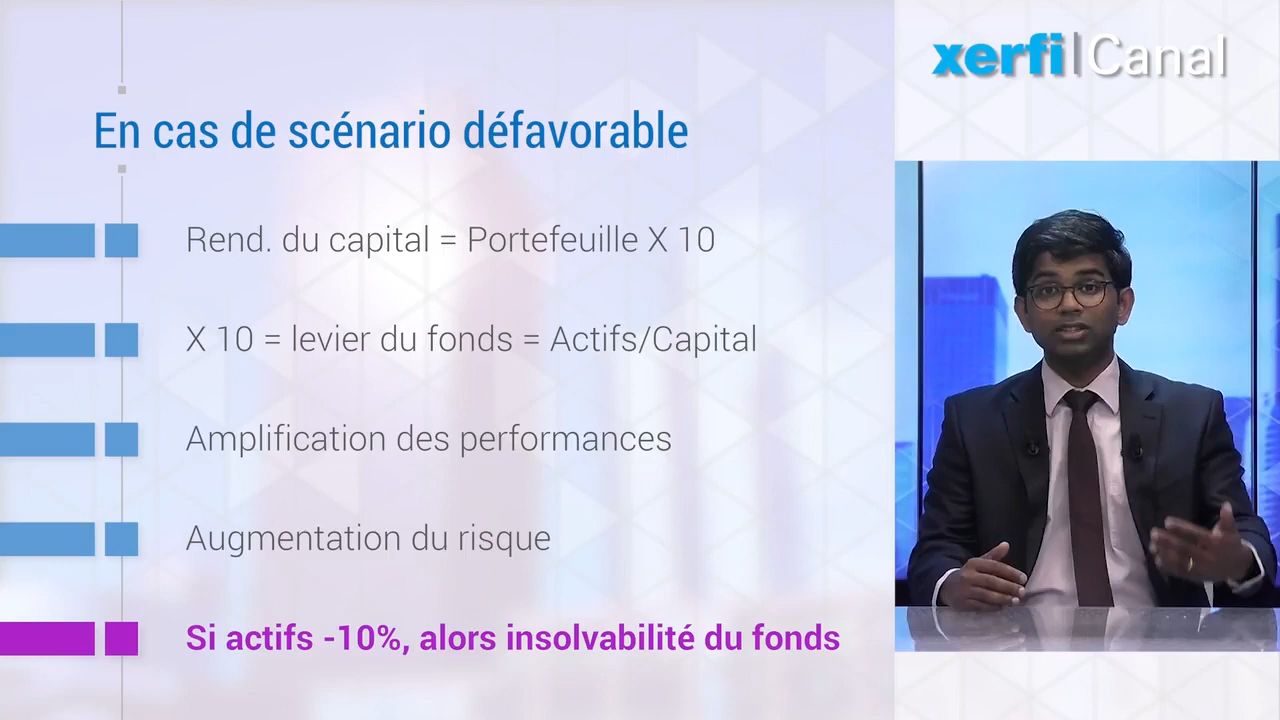 xerfi|Canal
En cas de scénario défavorable
Rend. du capital = Portefeuille X 10
X 10 = levier du fonds = Actifs/Capital
Amplification des performances
Augmentation du risque
Si actifs -10%, alors insolvabilité du fonds